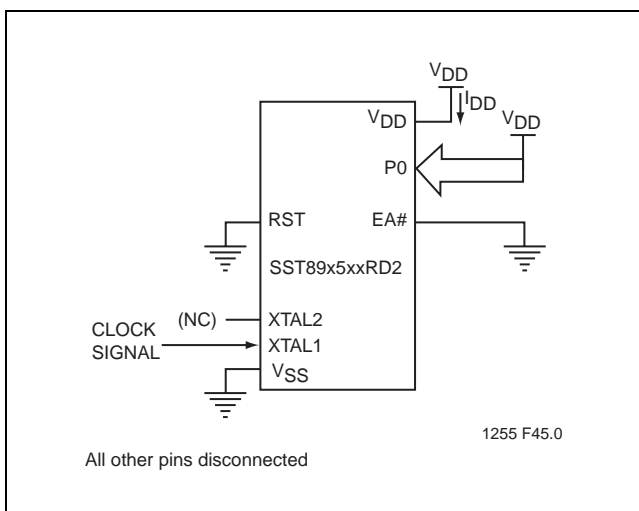 VDD
IDD
VDD
VDD
P0
RST
EA#
SST89x5xxRD2
(NC)
XTAL2
CLOCK
SIGNAL
XTAL1
VSS
1255 F45.0
All other pins disconnected